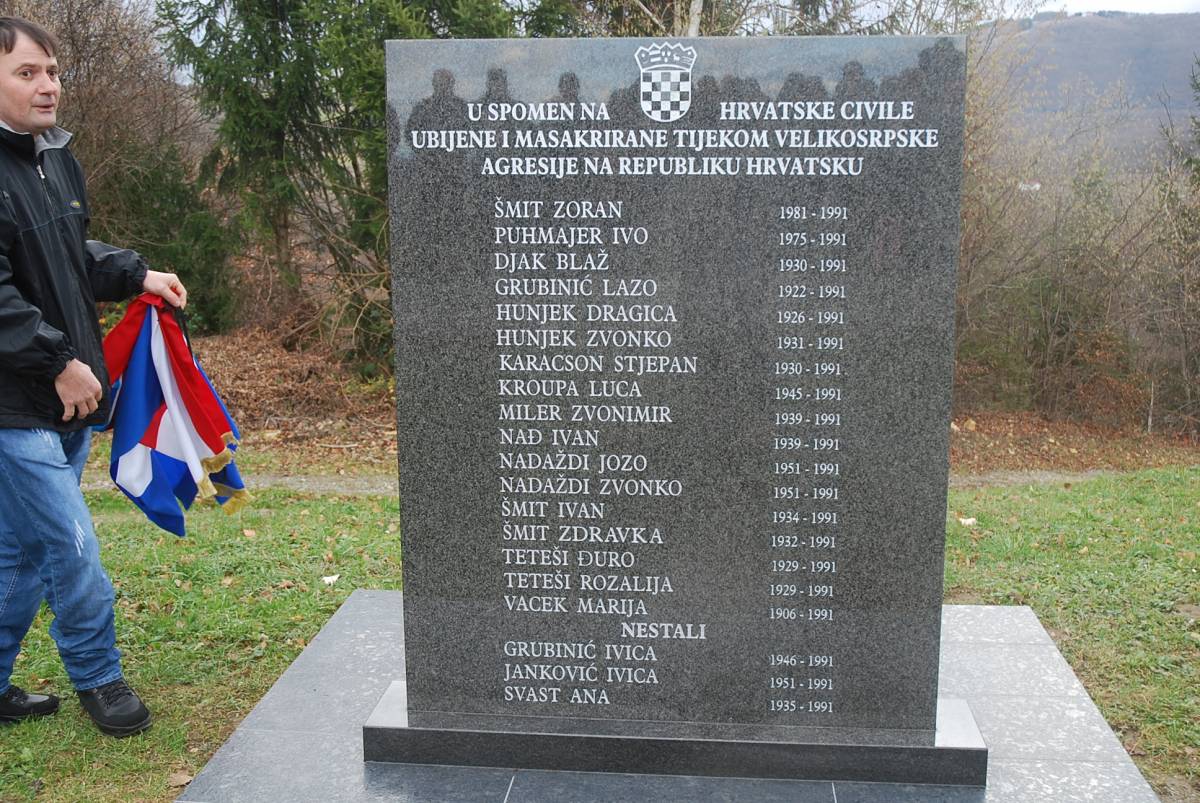 U SPOMEN NA HRVATSKE CIVILE
UBIJENE I MASAKRIRANE TIJEKOM VELIKOSRPSKE
AGRESIJE NA REPUBLIKU HRVATSKU
ŠMIT ZORAN 1981 - 1991
PUHMAJER IVO 1975 - 1991
DJAK BLAŽ 1930 - 1991
GRUBINIĆ LAZO 1922 - 1991
HUNJEK DRAGICA 1926 - 1991
HUNJEK ZVONKO 1931 - 1991
KARACSON STJEPAN 1930 - 1991
KROUPA LUCA 1945 - 1991
MILER ZVONIMIR 1939 - 1991
NAĐ IVAN 1939 - 1991
NADAŽDI JOZO 1951 - 1991
NADAŽDI ZVONKO 1951 - 1991
ŠMIT IVAN 1934 - 1991
ŠMIT ZDRAVKA 1932 - 1991
TETEŠI ĐURO 1929 - 1991
TETEŠI ROZALIJA 1929 - 1991
VACEK MARIJA 1906 - 1991
NESTALI
GRUBINIĆ IVICA 1946 - 1991
JANKOVIĆ IVICA 1951 - 1991
SVAST ANA 1935 - 1991